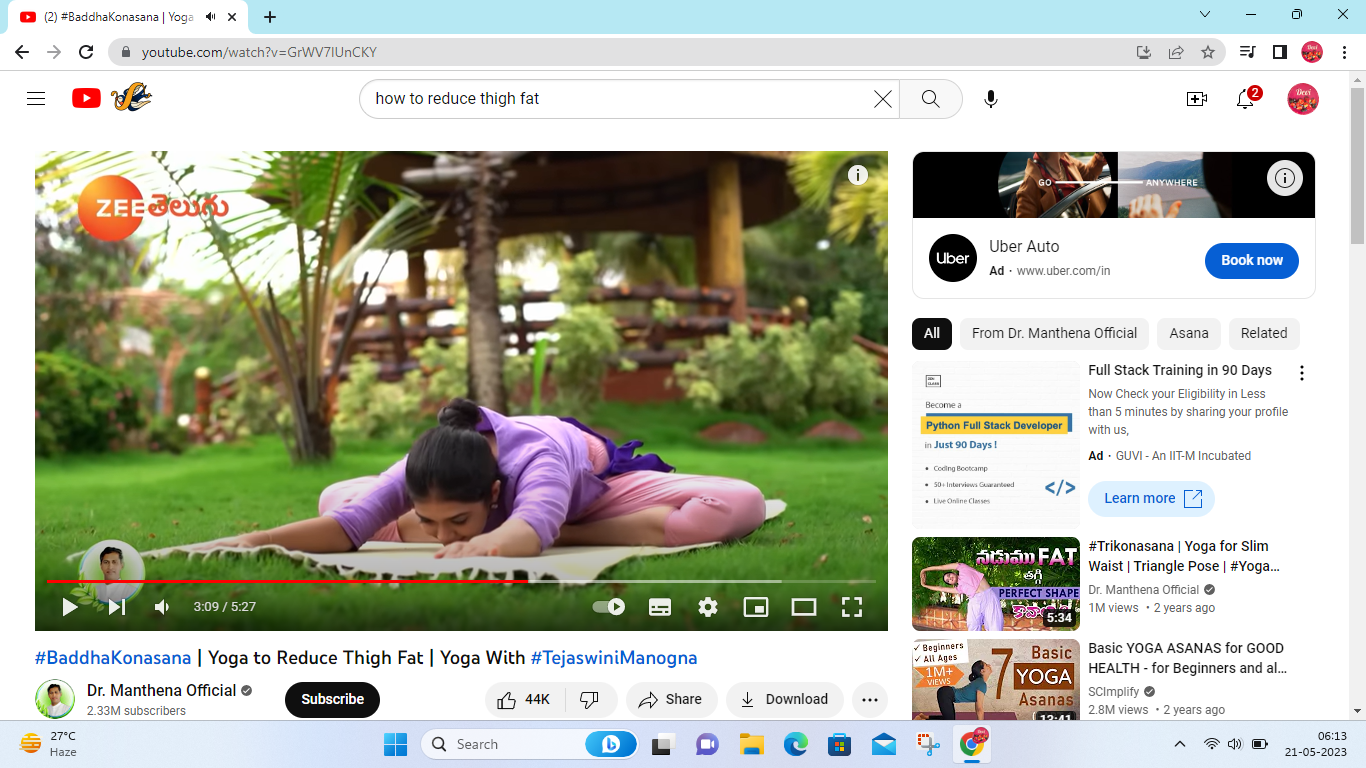 (2) #BaddhaKonasana | Yoga
youtube.com/watch?v=GrWV7IUnCKY
how to reduce thigh fat
2
Devi
ZEE తెలుగు
3:09 / 5:27
#BaddhaKonasana | Yoga to Reduce Thigh Fat | Yoga With #TejaswiniManogna
Dr. Manthena Official
2.33M subscribers
Subscribe
44K
Share
Download
GO ANYWHERE
Uber
Uber Auto
Ad · www.uber.com/in
Book now
All
From Dr. Manthena Official
Asana
Related
Become a
Python Full Stack Developer
in Just 90 Days !
• Coding Bootcamp
• 50+ Interviews Guaranteed
• Live Online Classes
</>
Full Stack Training in 90 Days
Now Check your Eligibility in Less
than 5 minutes by sharing your profile
with us,
Ad · GUVI - An IIT-M Incubated
Learn more
నడుము FAT
తగ్గి
PERFECT SHAPE
5:34
#Trikonasana | Yoga for Slim
Waist | Triangle Pose | #Yoga...
Dr. Manthena Official
1M views • 2 years ago
✓ Beginners
✓ All Ages
1M+
VIEWS
7 Basic
YOGA
Asanas
13:41
Basic YOGA ASANAS for GOOD
HEALTH - for Beginners and al...
SCImplify
2.8M views • 2 years ago
27°C
Haze
Search
06:13
21-05-2023